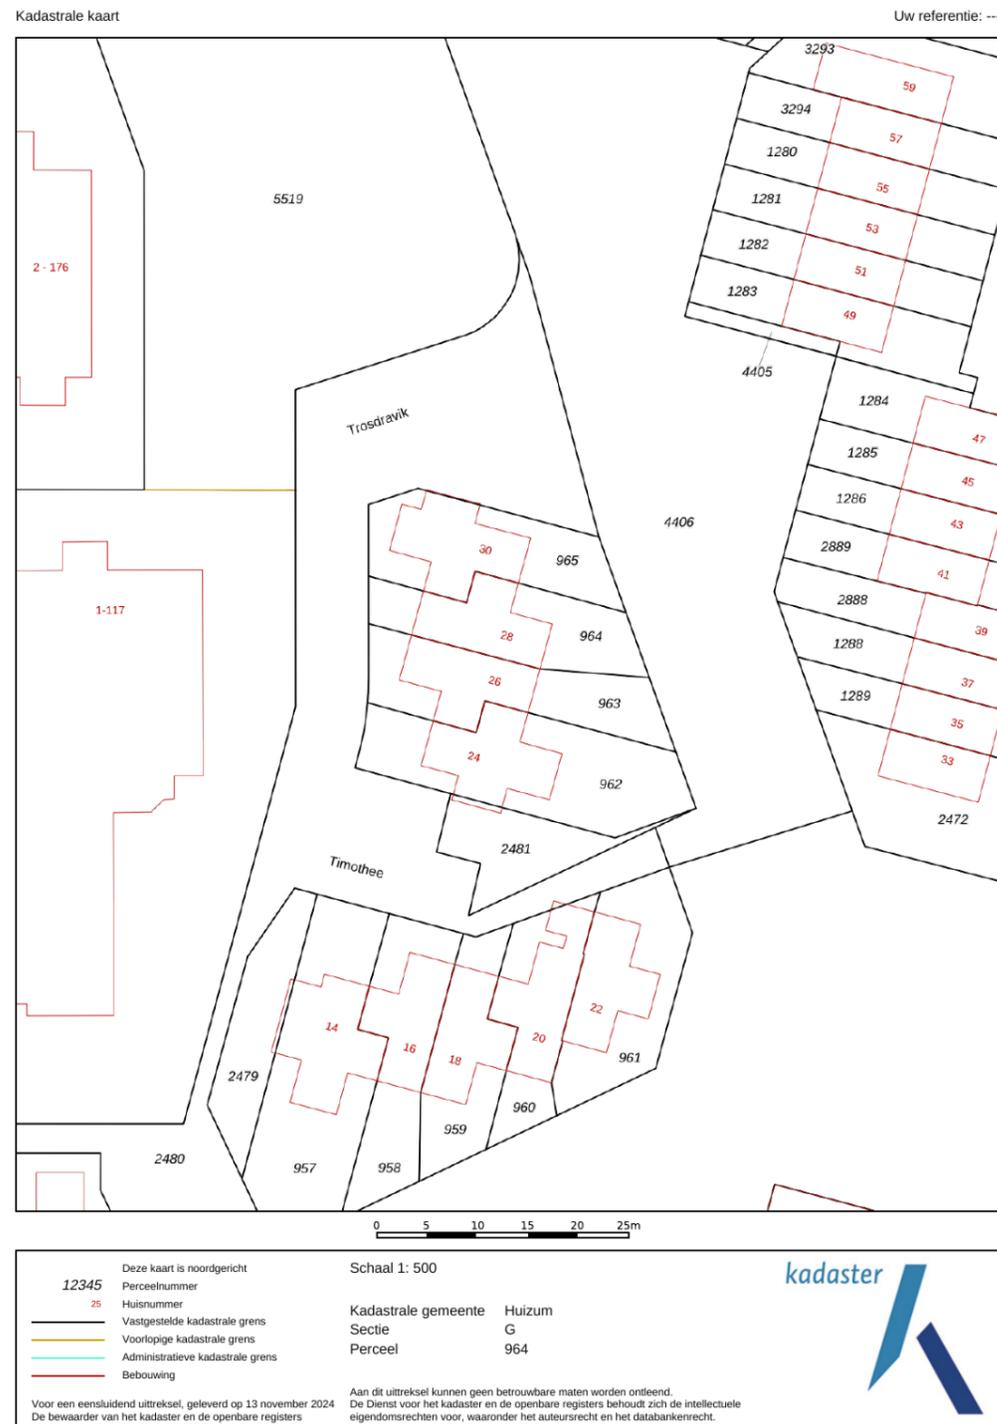 Kadastrale kaart
Uw referentie: --
3293
59
3294
57
1280
55
1281
53
1282
51
1283
49
4405
5519
2 - 176
Trosdravik
1284
47
1285
45
1286
43
2889
41
2888
39
1288
37
1289
35
33
2472
4406
30
965
28
964
26
963
24
962
2481
1-117
Timothee
14
16
18
20
22
961
2479
960
959
957
958
2480
0 5 10 15 20 25m
Deze kaart is noordgericht
12345 Perceelnummer
25 Huisnummer
Vastgestelde kadastrale grens
Voorlopige kadastrale grens
Administratieve kadastrale grens
Bebouwing
Voor een eensluidend uittreksel, geleverd op 13 november 2024
De bewaarder van het kadaster en de openbare registers
Schaal 1: 500
Kadastrale gemeente Huizum
Sectie G
Perceel 964
Aan dit uittreksel kunnen geen betrouwbare maten worden ontleend.
De Dienst voor het kadaster en de openbare registers behoudt zich de intellectuele
eigendomsrechten voor, waaronder het auteursrecht en het databankenrecht.
kadaster